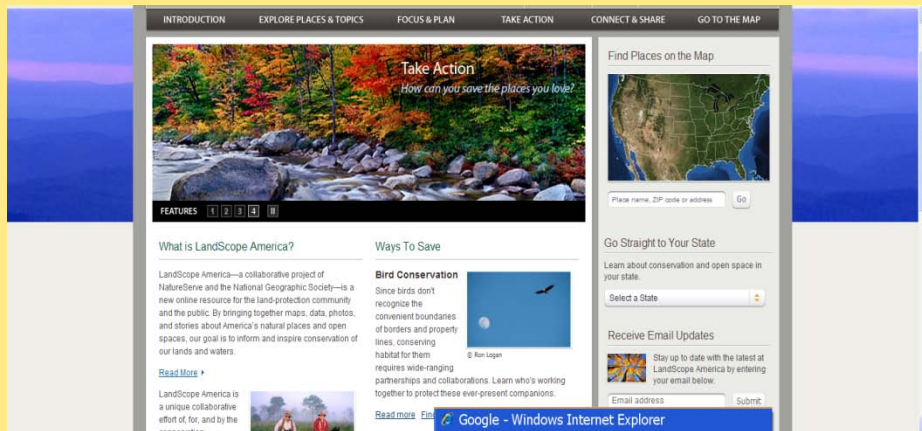 INTRODUCTION EXPLORE PLACES & TOPICS FOCUS & PLAN TAKE ACTION CONNECT & SHARE GO TO THE MAP
Take Action
How can you save the places you love?
FEATURES 1 2 3 4 II
What is LandScope America?
LandScope America—a collaborative project of
NatureServe and the National Geographic Society—is a
new online resource for the land-protection community
and the public. By bringing together maps, data, photos,
and stories about America's natural places and open
spaces, our goal is to inform and inspire conservation of
our lands and waters.
Read More
LandScope America is
a unique collaborative
effort of, for, and by the
Ways To Save
Bird Conservation
Since birds don't
recognize the
convenient boundaries
of borders and property
lines, conserving
habitat for them
requires wide-ranging
partnerships and collaborations. Learn who's working
together to protect these ever-present companions.
© Ron Logan
Read more
Find Places on the Map
Place name, ZIP code or address Go
Go Straight to Your State
Learn about conservation and open space in
your state.
Select a State
Receive Email Updates
Stay up to date with the latest at
LandScope America by entering
your email below.
Email address Submit
Google - Windows Internet Explorer